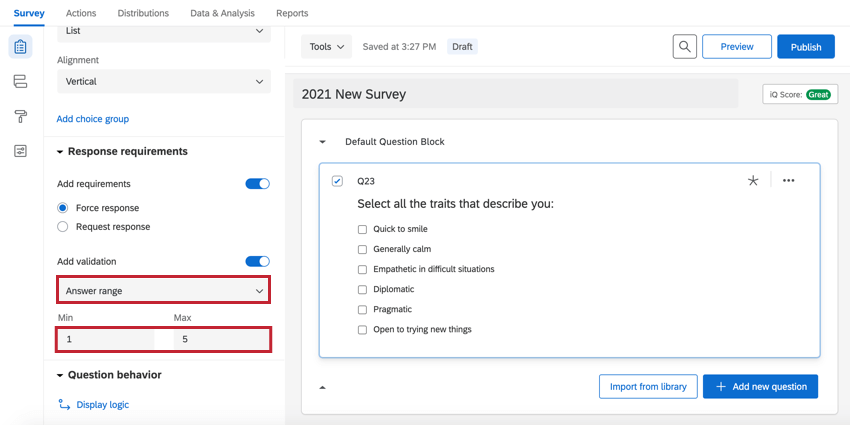 Survey Actions Distributions Data & Analysis Reports
List
Alignment
Vertical
Add choice group
Response requirements
Add requirements
Force response
Request response
Add validation
Answer range
Min Max
1 5
Question behavior
Display logic
Tools Saved at 3:27 PM Draft Preview Publish
2021 New Survey iQ Score: Great
Default Question Block
Q23
Select all the traits that describe you:
Quick to smile
Generally calm
Empathetic in difficult situations
Diplomatic
Pragmatic
Open to trying new things
Import from library + Add new question